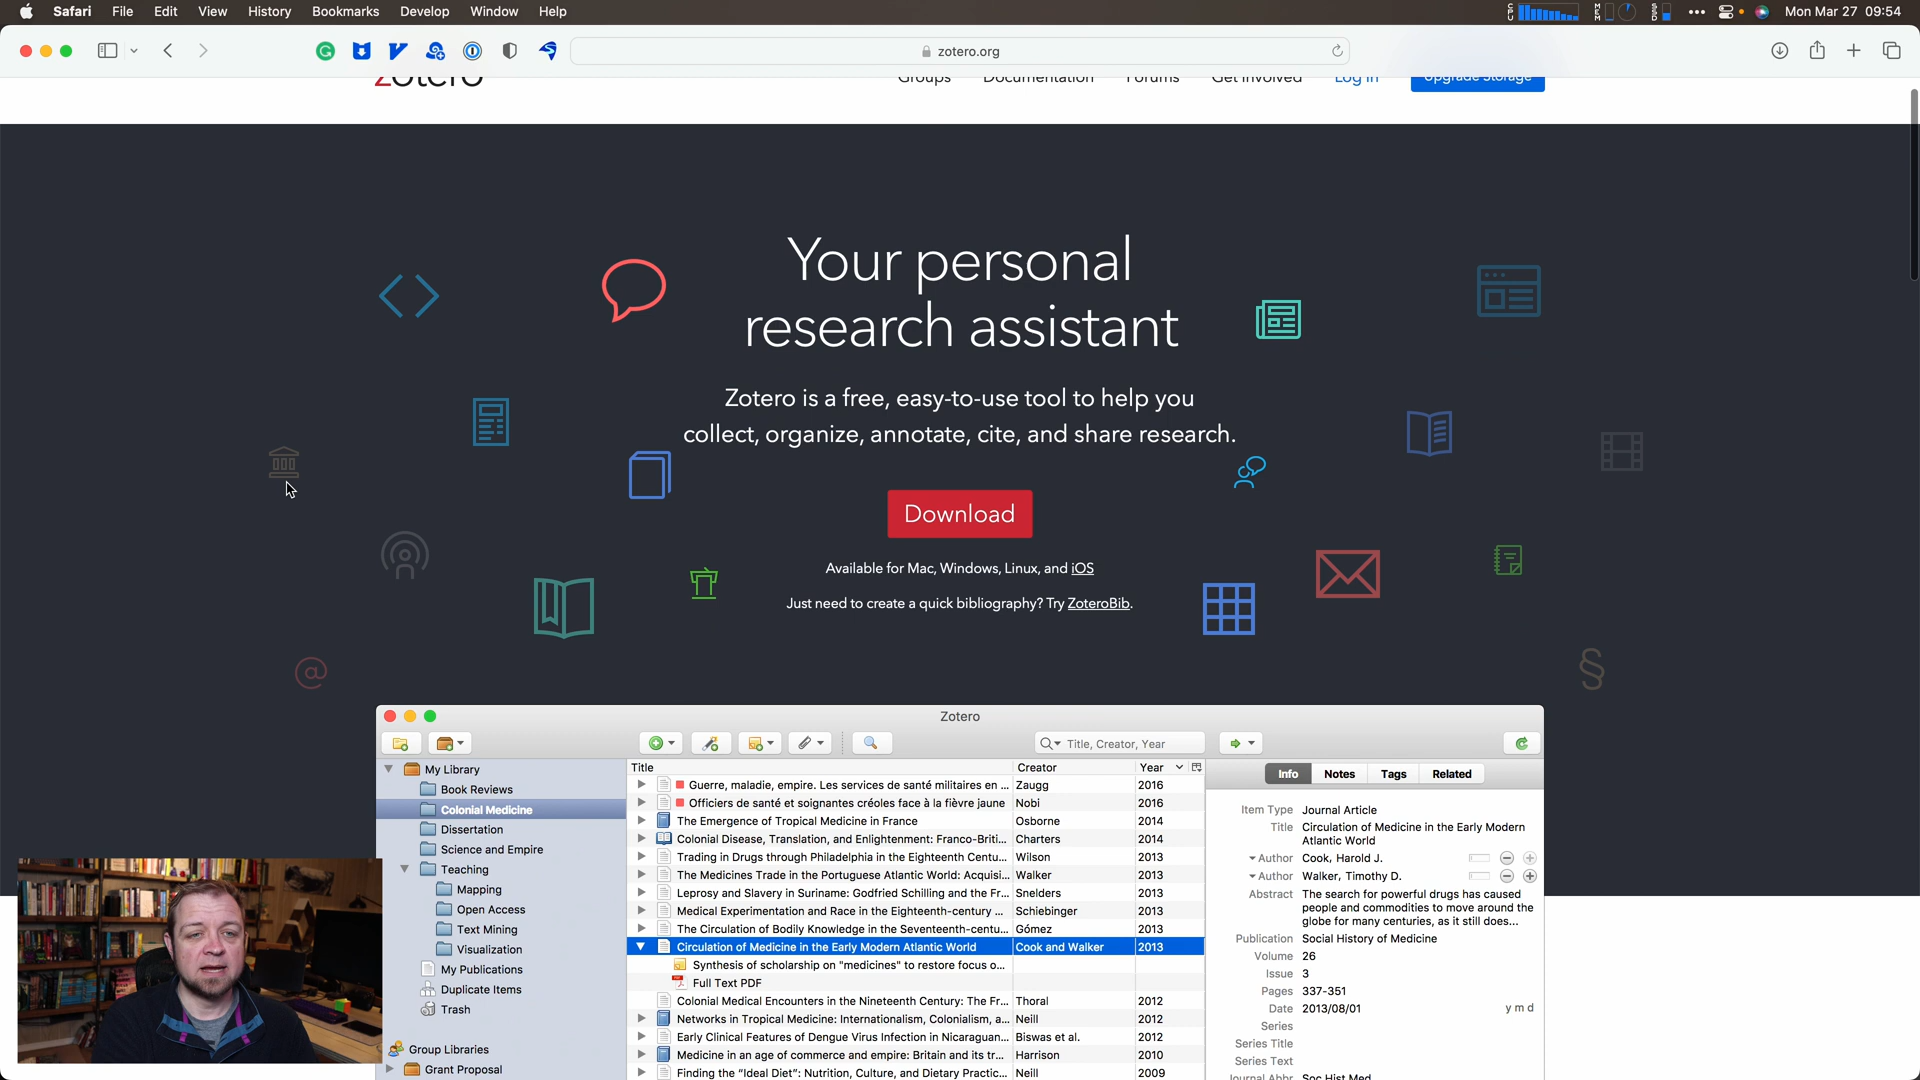 Safari File Edit View History Bookmarks Develop Window Help
Mon Mar 27 09:54
zotero.org
zotero
Groups Documentation Forums Get Involved Log In Upgrade Storage
Your personal
research assistant
Zotero is a free, easy-to-use tool to help you
collect, organize, annotate, cite, and share research.
Download
Available for Mac, Windows, Linux, and iOS
Just need to create a quick bibliography? Try ZoteroBib.
Zotero
Title, Creator, Year
My Library
Book Reviews
Colonial Medicine
Dissertation
Science and Empire
Teaching
Mapping
Open Access
Text Mining
Visualization
My Publications
Duplicate Items
Trash
Group Libraries
Grant Proposal
Title Creator Year
Guerre, maladie, empire. Les services de santé militaires en ... Zaugg 2016
Officiers de santé et soignantes créoles face à la fièvre jaune Nobi 2016
The Emergence of Tropical Medicine in France Osborne 2014
Colonial Disease, Translation, and Enlightenment: Franco-Briti... Charters 2014
Trading in Drugs through Philadelphia in the Eighteenth Centu... Wilson 2013
The Medicines Trade in the Portuguese Atlantic World: Acquisi... Walker 2013
Leprosy and Slavery in Suriname: Godfried Schilling and the Fr... Snelders 2013
Medical Experimentation and Race in the Eighteenth-century ... Schiebinger 2013
The Circulation of Bodily Knowledge in the Seventeenth-centu... Gómez 2013
Circulation of Medicine in the Early Modern Atlantic World Cook and Walker 2013
Synthesis of scholarship on "medicines" to restore focus o...
Full Text PDF
Colonial Medical Encounters in the Nineteenth Century: The Fr... Thoral 2012
Networks in Tropical Medicine: Internationalism, Colonialism, a... Neill 2012
Early Clinical Features of Dengue Virus Infection in Nicaraguan... Biswas et al. 2012
Medicine in an age of commerce and empire: Britain and its tr... Harrison 2010
Finding the “Ideal Diet”: Nutrition, Culture, and Dietary Practic... Neill 2009
Info Notes Tags Related
Item Type Journal Article
Title Circulation of Medicine in the Early Modern
Atlantic World
Author Cook, Harold J.
Author Walker, Timothy D.
Abstract The search for powerful drugs has caused
people and commodities to move around the
globe for many centuries, as it still does...
Publication Social History of Medicine
Volume 26
Issue 3
Pages 337-351
Date 2013/08/01 y m d
Series
Series Title
Series Text
Journal Abbr Soc Hist Med